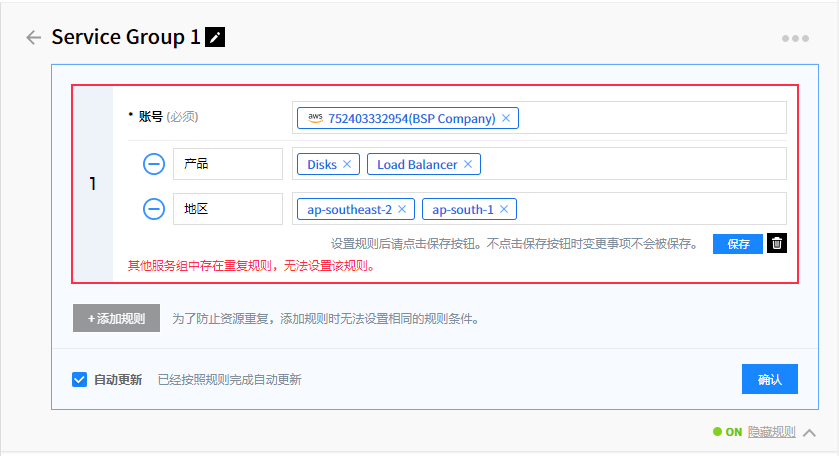 Service Group 1
1
• 账号 (必须)
aws 752403332954(BSP Company) ×
产品
Disks × Load Balancer ×
地区
ap-southeast-2 × ap-south-1 ×
设置规则后请点击保存按钮。不点击保存按钮时变更事项不会被保存。 保存
其他服务组中存在重复规则，无法设置该规则。
+ 添加规则 为了防止资源重复，添加规则时无法设置相同的规则条件。
自动更新 已经按照规则完成自动更新 确认
ON 隐藏规则